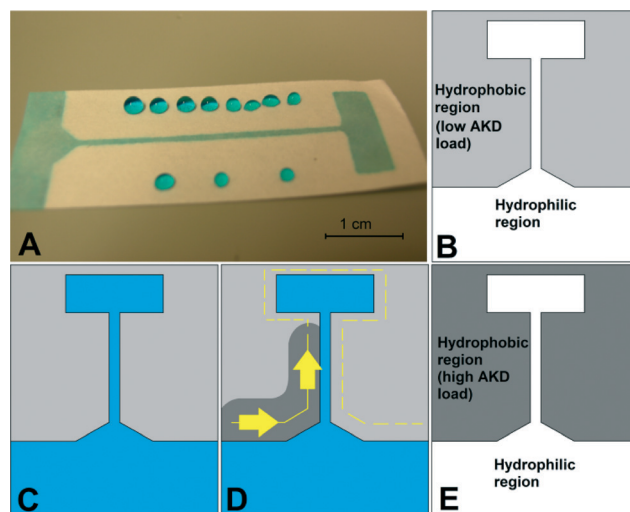 A
1 cm
Hydrophobic
region
(low AKD
load)
Hydrophilic
region
B
C
D
Hydrophobic
region
(high AKD
load)
Hydrophilic
region
E